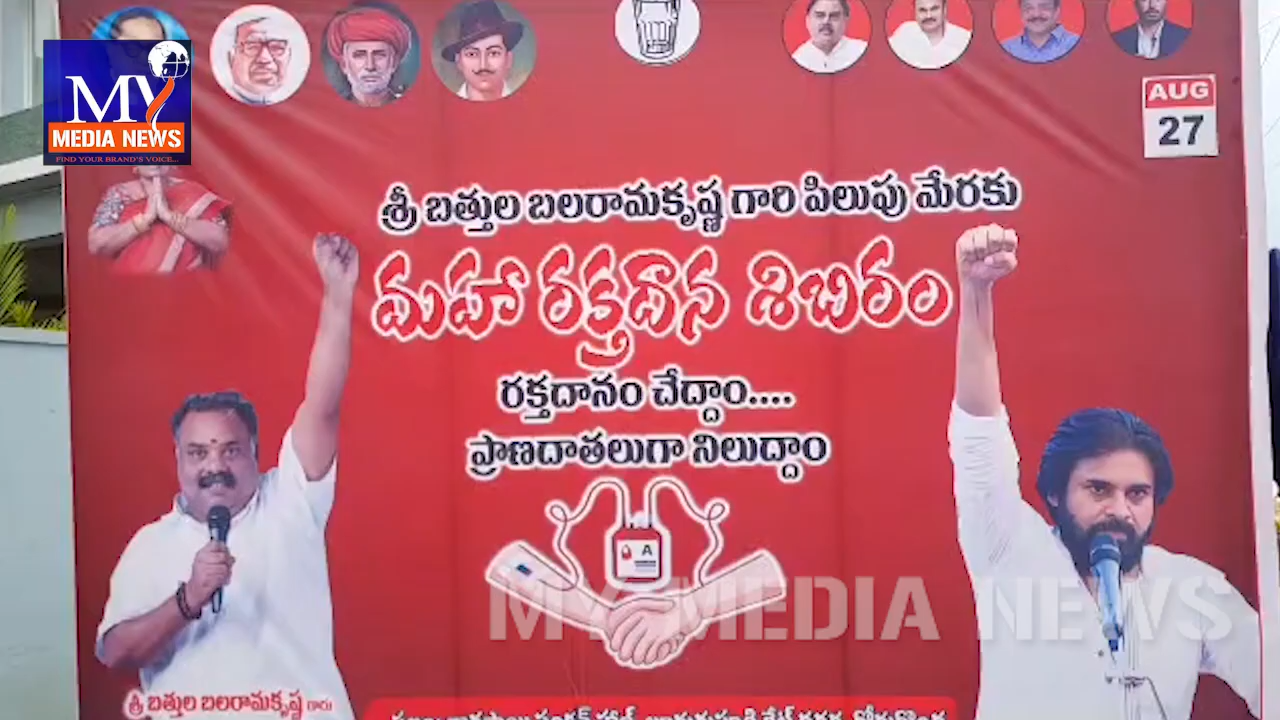 MY
MEDIA NEWS
FIND YOUR BRAND'S VOICE...
AUG
27
శ్రీ బత్తుల బలరామకృష్ణ గారి పిలుపు మేరకు
మహా రక్తదాన శిబిరం
రక్తదానం చేద్దాం....
ప్రాణదాతలుగా నిలుద్దాం
A
MY MEDIA NEWS
శ్రీ బత్తుల బలరామకృష్ణ గారు